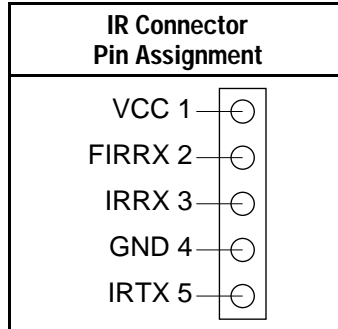 IR Connector
Pin Assignment
VCC 1
FIRRX 2
IRRX 3
GND 4
IRTX 5